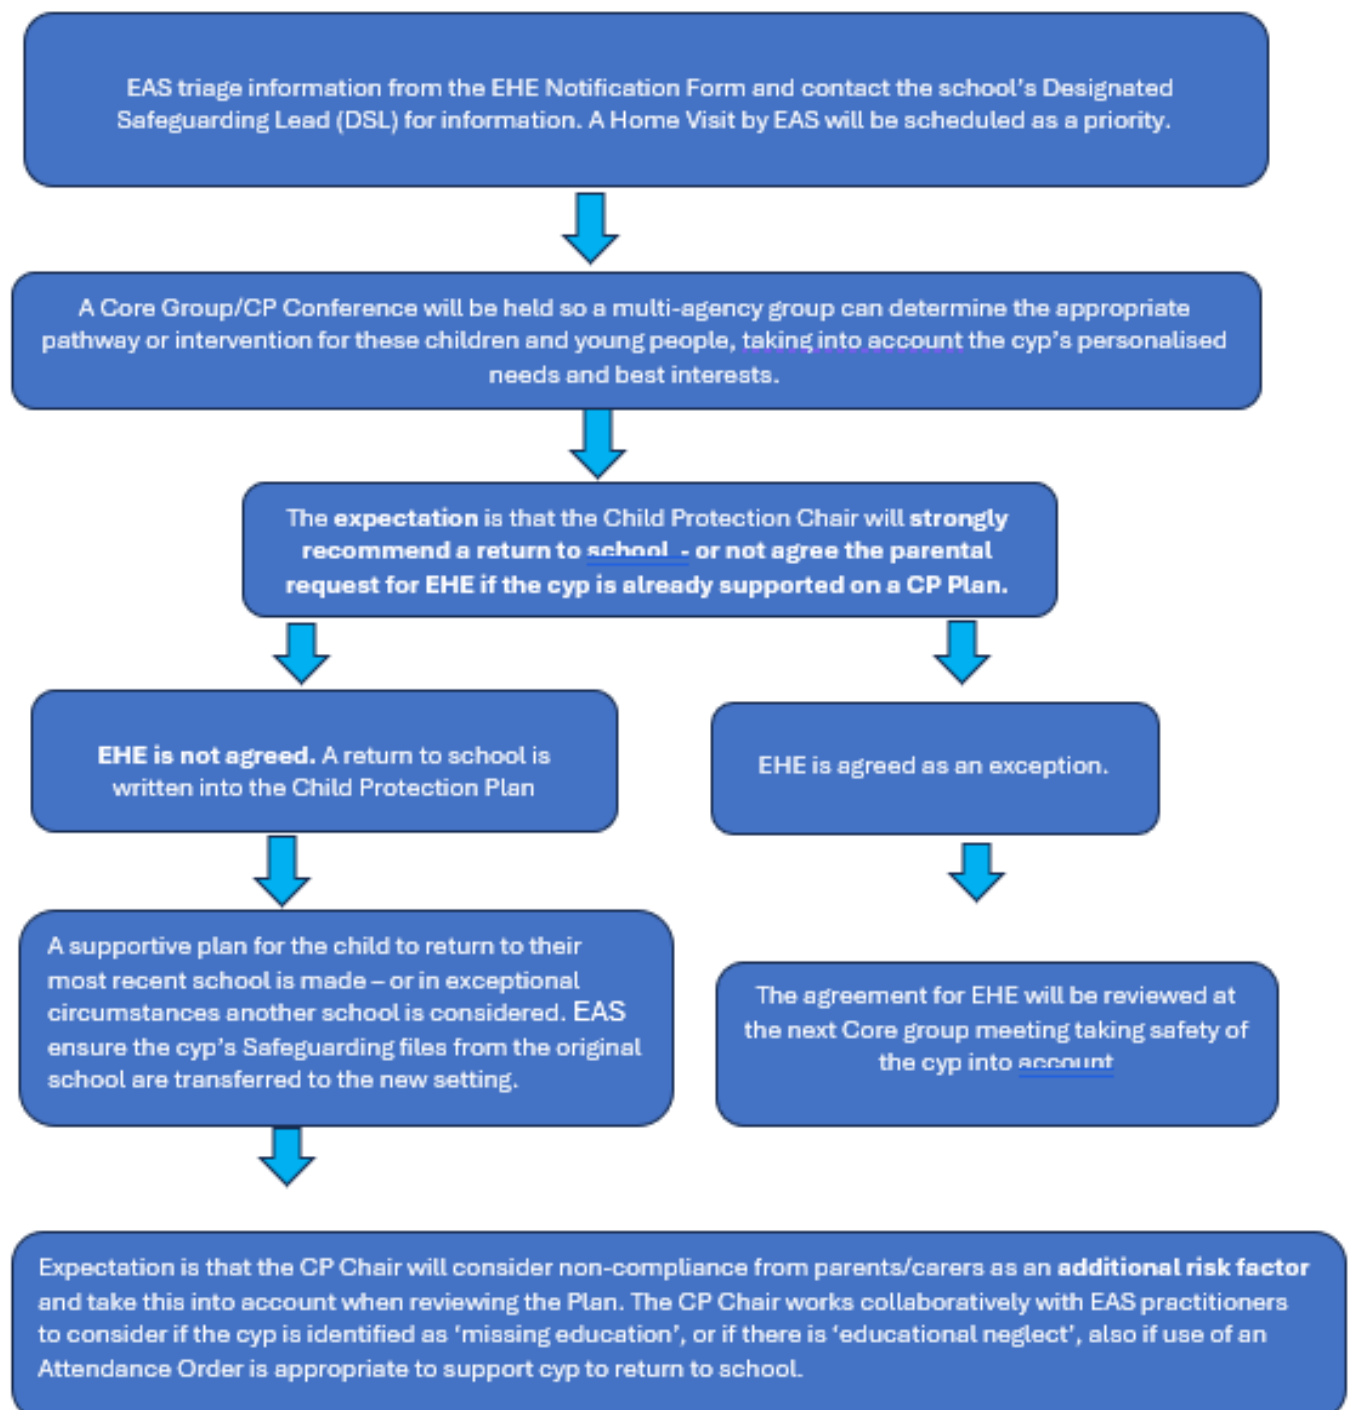 EAS triage information from the EHE Notification Form and contact the school's Designated
Safeguarding Lead (DSL) for information. A Home Visit by EAS will be scheduled as a priority.
A Core Group/CP Conference will be held so a multi-agency group can determine the appropriate
pathway or intervention for these children and young people, taking into account the cyp's personalised
needs and best interests.
The expectation is that the Child Protection Chair will strongly
recommend a return to school - or not agree the parental
request for EHE if the cyp is already supported on a CP Plan.
EHE is not agreed. A return to school is
written into the Child Protection Plan
EHE is agreed as an exception.
A supportive plan for the child to return to their
most recent school is made – or in exceptional
circumstances another school is considered. EAS
ensure the cyp's Safeguarding files from the original
school are transferred to the new setting.
The agreement for EHE will be reviewed at
the next Core group meeting taking safety of
the cyp into account
Expectation is that the CP Chair will consider non-compliance from parents/carers as an additional risk factor
and take this into account when reviewing the Plan. The CP Chair works collaboratively with EAS practitioners
to consider if the cyp is identified as 'missing education', or if there is 'educational neglect', also if use of an
Attendance Order is appropriate to support cyp to return to school.